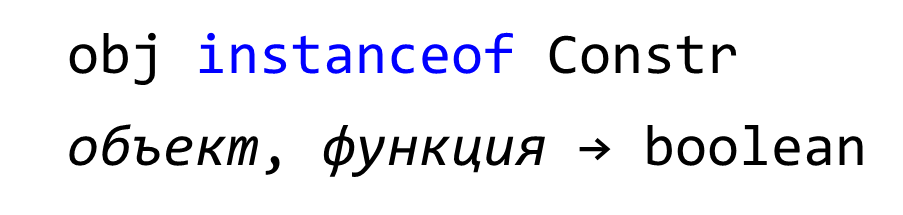 obj instanceof Constr
объект, функция → boolean